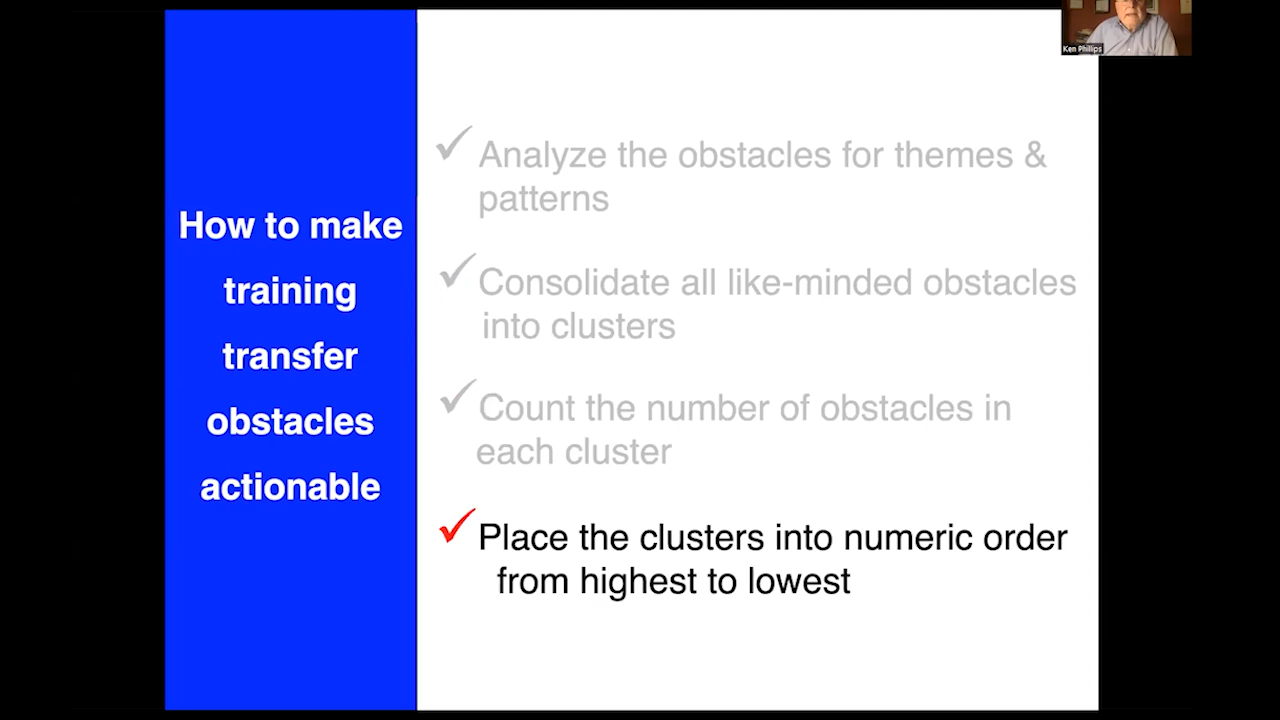 Ken Phillips
How to make
training
transfer
obstacles
actionable
Analyze the obstacles for themes &
patterns
Consolidate all like-minded obstacles
into clusters
Count the number of obstacles in
each cluster
Place the clusters into numeric order
from highest to lowest